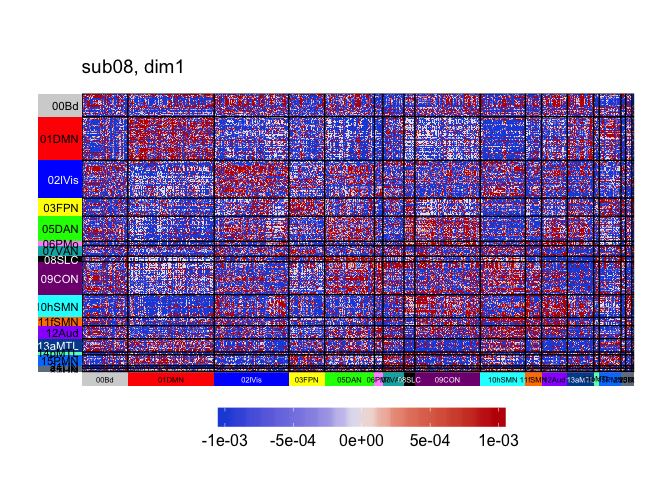 sub08, dim1
00Bd
01DMN
02lVis
03FPN
05DAN
06PMo
07VAN
08SLC
09CON
10hSMN
11fSMN
12Aud
13aMTL
15PMN
00Bd 01DMN 02lVis 03FPN 05DAN 08SLC 09CON 10hSMN 12Aud 13aMTL
-1e-03 -5e-04 0e+00 5e-04 1e-03